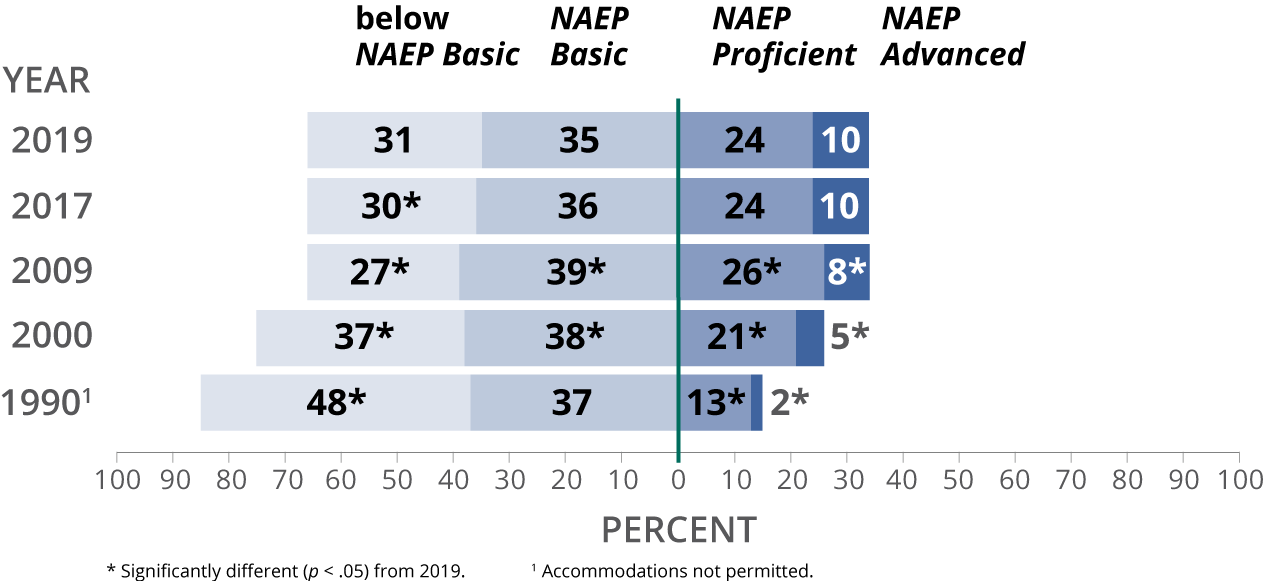 below NAEP NAEP NAEP
NAEP Basic Basic Proficient Advanced
YEAR
2019 31 35 24 10
2017 30* 36 24 10
2009 27* 39* 26* 8*
2000 37* 38* 21* 5*
1990¹ 48* 37 13* 2*
100 90 80 70 60 50 40 30 20 10 0 10 20 30 40 50 60 70 80 90 100
PERCENT
* Significantly different (p < .05) from 2019. ¹ Accommodations not permitted.